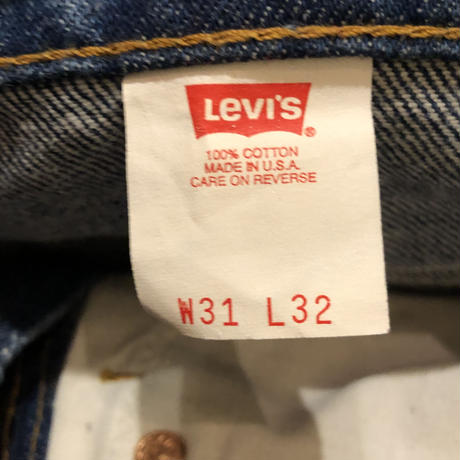 LEVI'S ®
100% COTTON
MADE IN U.S.A.
CARE ON REVERSE
W31 L32